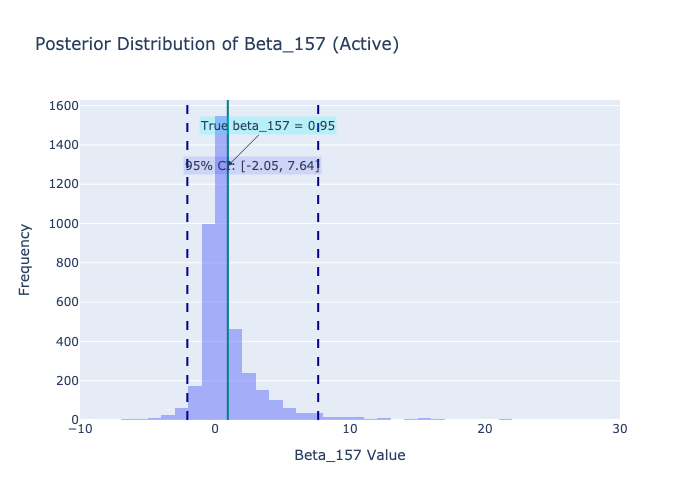 Posterior Distribution of Beta_157 (Active)
1600
1400
1200
1000
800
600
400
200
0
True beta_157 = 0.95
95% CI: [-2.05, 7.64]
Frequency
−10
0
10
20
30
Beta_157 Value